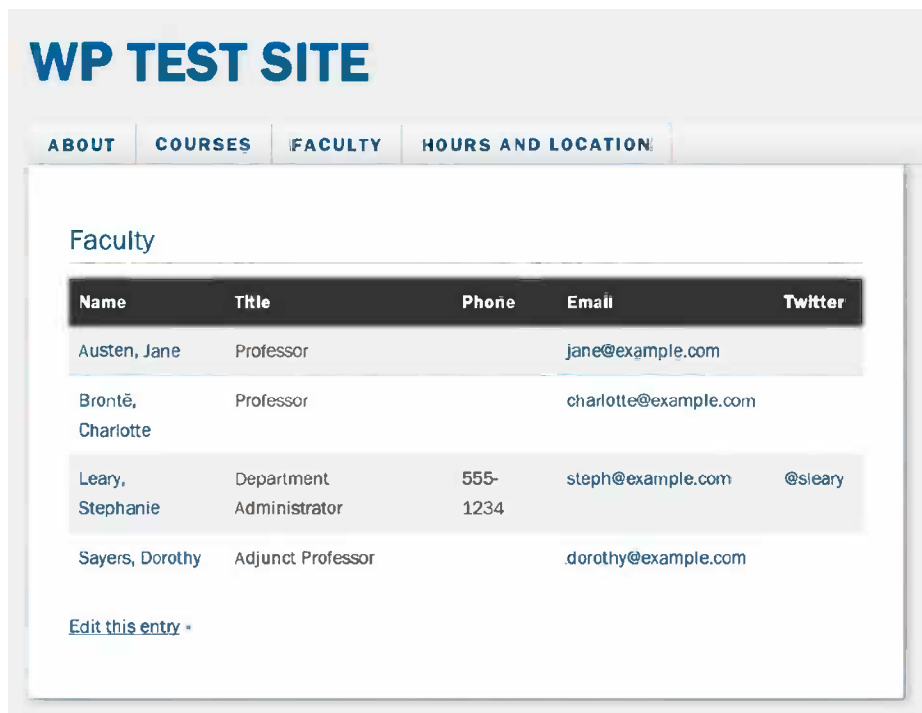 WP TEST SITE
ABOUT COURSES FACULTY HOURS AND LOCATION
Faculty
Name Title Phone Email Twitter
Austen, Jane Professor jane@example.com
Brontë, Professor charlotte@example.com
Charlotte
Leary, Department 555- steph@example.com @sleary
Stephanie Administrator 1234
Sayers, Dorothy Adjunct Professor dorothy@example.com
Edit this entry